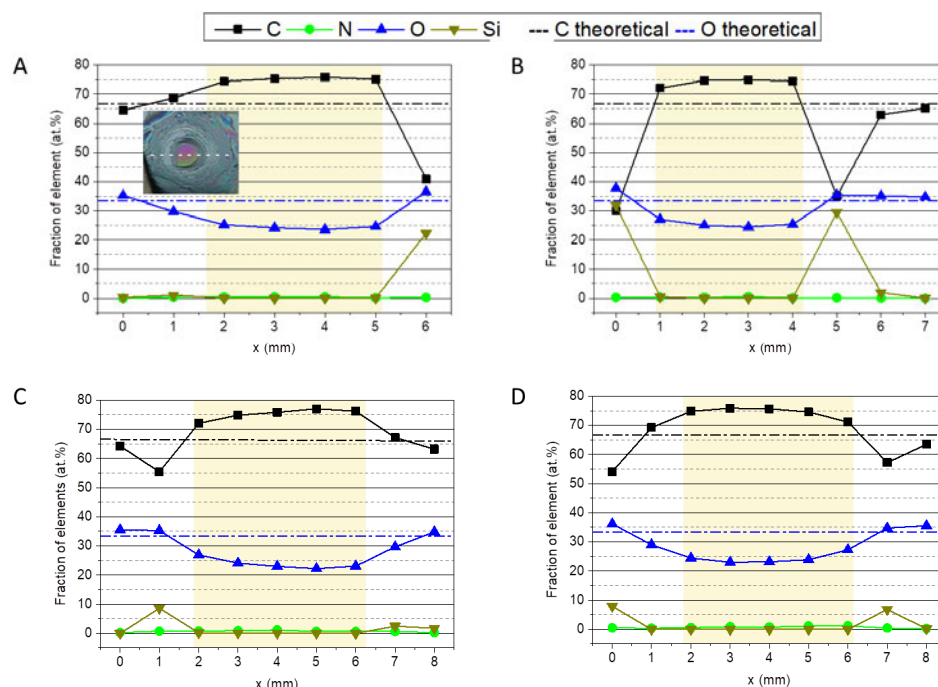 C N O Si C theoretical O theoretical
A
Fraction of element (at.%)
80
70
60
50
40
30
20
10
0
0 1 2 3 4 5 6
x (mm)
B
Fraction of element (at.%)
80
70
60
50
40
30
20
10
0
0 1 2 3 4 5 6 7
x (mm)
C
Fraction of elements (at.%)
80
70
60
50
40
30
20
10
0
0 1 2 3 4 5 6 7 8
x (mm)
D
Fraction of element (at.%)
80
70
60
50
40
30
20
10
0
0 1 2 3 4 5 6 7 8
x (mm)